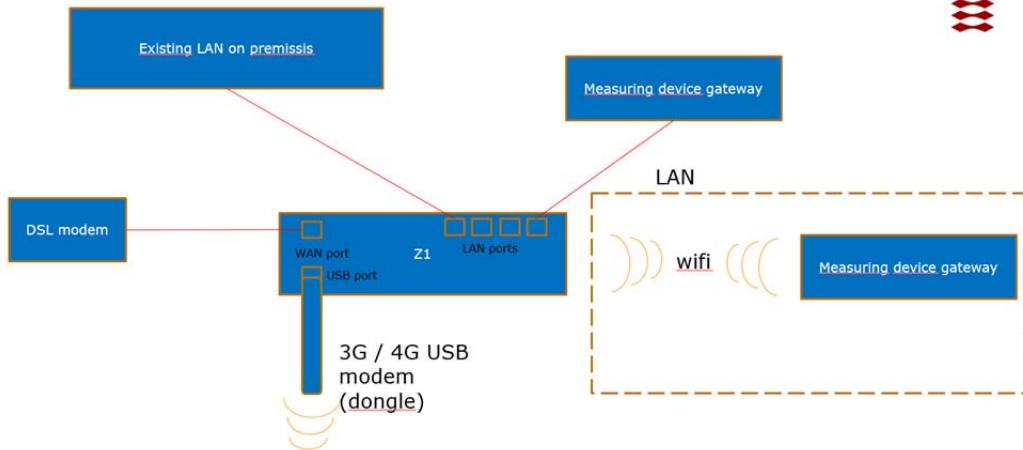 Existing LAN on premissis
Measuring device gateway
LAN
DSL modem
WAN port
Z1
LAN ports
USB port
wifi
Measuring device gateway
3G / 4G USB
modem
(dongle)